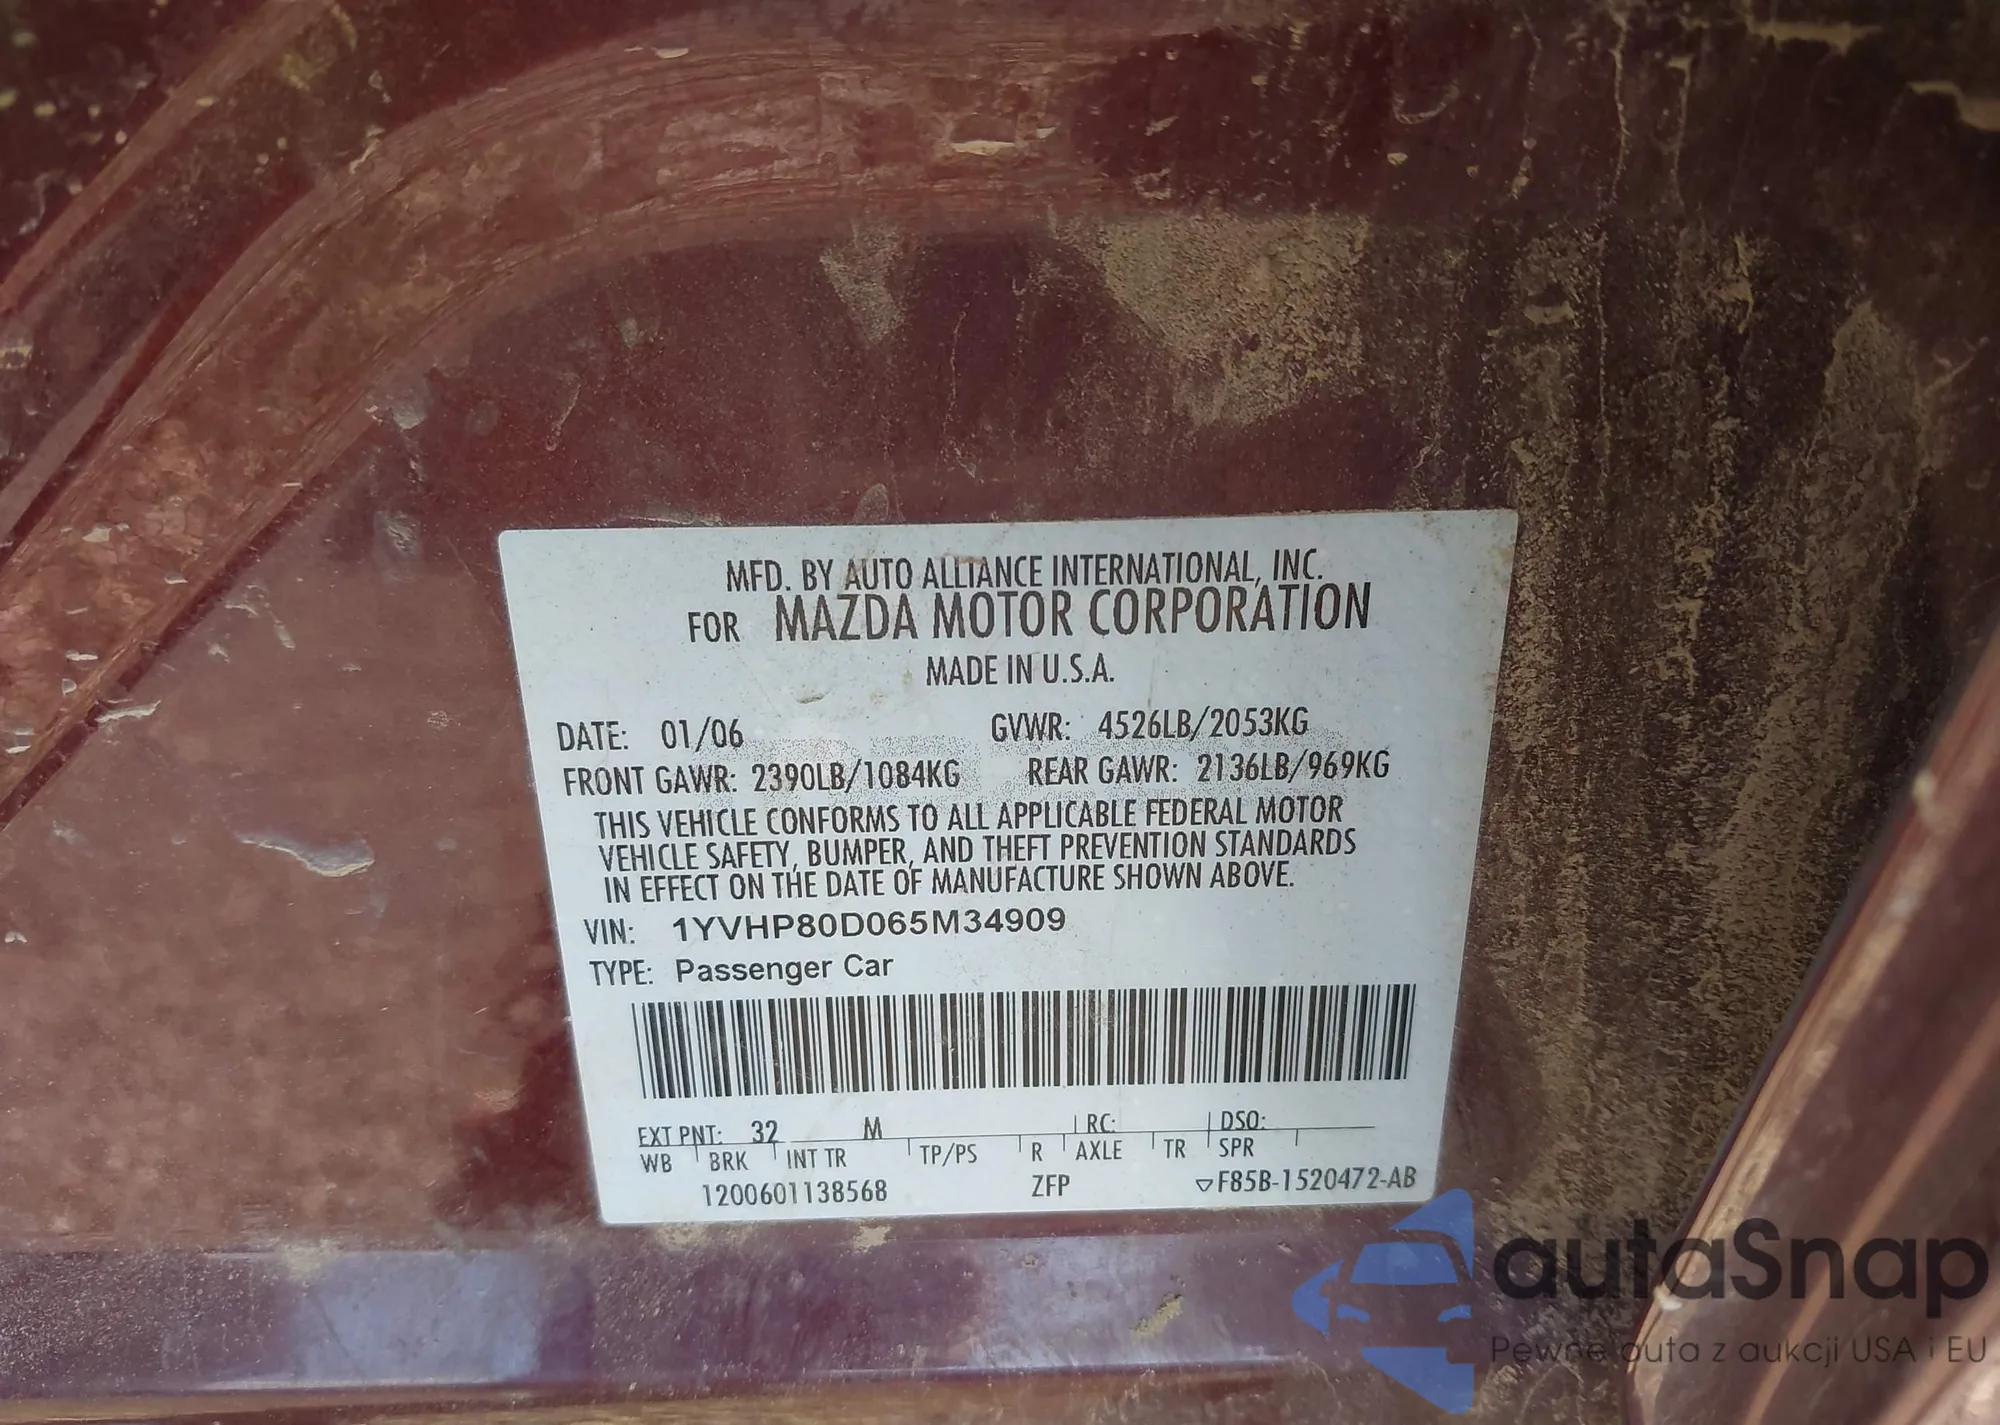 MFD. BY AUTO ALLIANCE INTERNATIONAL, INC.
FOR MAZDA MOTOR CORPORATION
MADE IN U.S.A.
DATE: 01/06 GVWR: 4526LB/2053KG
FRONT GAWR: 2390LB/1084KG REAR GAWR: 2136LB/969KG
THIS VEHICLE CONFORMS TO ALL APPLICABLE FEDERAL MOTOR
VEHICLE SAFETY, BUMPER, AND THEFT PREVENTION STANDARDS
IN EFFECT ON THE DATE OF MANUFACTURE SHOWN ABOVE.
VIN: 1YVHP80D065M34909
TYPE: Passenger Car
EXT PNT: 32 M RC: DSO:
WB BRK INT TR TP/PS R AXLE TR SPR
1200601138568 ZFP ▽F85B-1520472-AB
autaSnap
Pewne auta z aukcji USA i EU